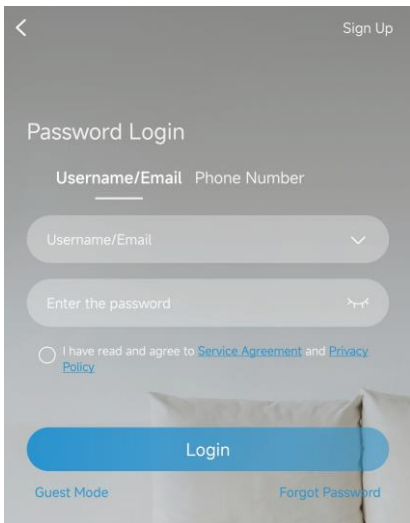 Sign Up
Password Login
Username/Email Phone Number
Username/Email
Enter the password
I have read and agree to Service Agreement and Privacy
Policy
Login
Guest Mode Forgot Password